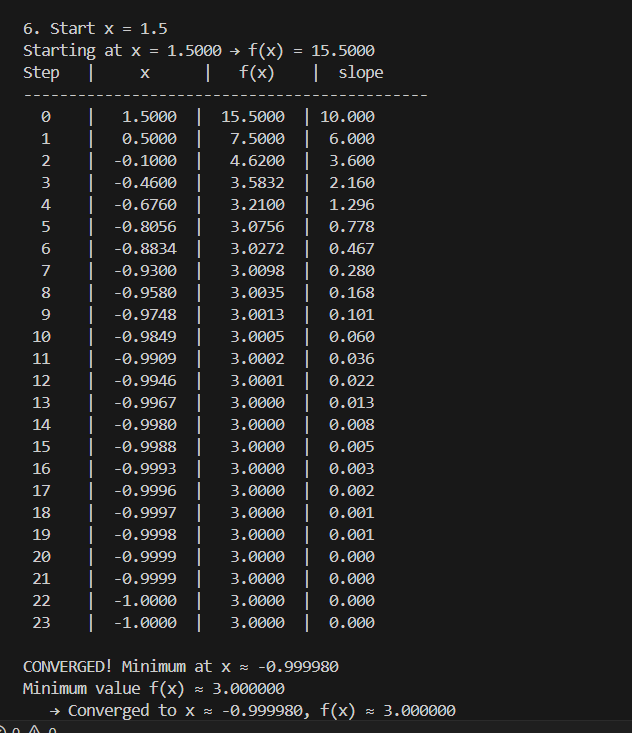 6. Start x = 1.5
Starting at x = 1.5000 → f(x) = 15.5000
Step | x | f(x) | slope
---------------------------------------------
0 | 1.5000 | 15.5000 | 10.000
1 | 0.5000 | 7.5000 | 6.000
2 | -0.1000 | 4.6200 | 3.600
3 | -0.4600 | 3.5832 | 2.160
4 | -0.6760 | 3.2100 | 1.296
5 | -0.8056 | 3.0756 | 0.778
6 | -0.8834 | 3.0272 | 0.467
7 | -0.9300 | 3.0098 | 0.280
8 | -0.9580 | 3.0035 | 0.168
9 | -0.9748 | 3.0013 | 0.101
10 | -0.9849 | 3.0005 | 0.060
11 | -0.9909 | 3.0002 | 0.036
12 | -0.9946 | 3.0001 | 0.022
13 | -0.9967 | 3.0000 | 0.013
14 | -0.9980 | 3.0000 | 0.008
15 | -0.9988 | 3.0000 | 0.005
16 | -0.9993 | 3.0000 | 0.003
17 | -0.9996 | 3.0000 | 0.002
18 | -0.9997 | 3.0000 | 0.001
19 | -0.9998 | 3.0000 | 0.001
20 | -0.9999 | 3.0000 | 0.000
21 | -0.9999 | 3.0000 | 0.000
22 | -1.0000 | 3.0000 | 0.000
23 | -1.0000 | 3.0000 | 0.000
CONVERGED! Minimum at x ≈ -0.999980
Minimum value f(x) ≈ 3.000000
→ Converged to x ≈ -0.999980, f(x) ≈ 3.000000